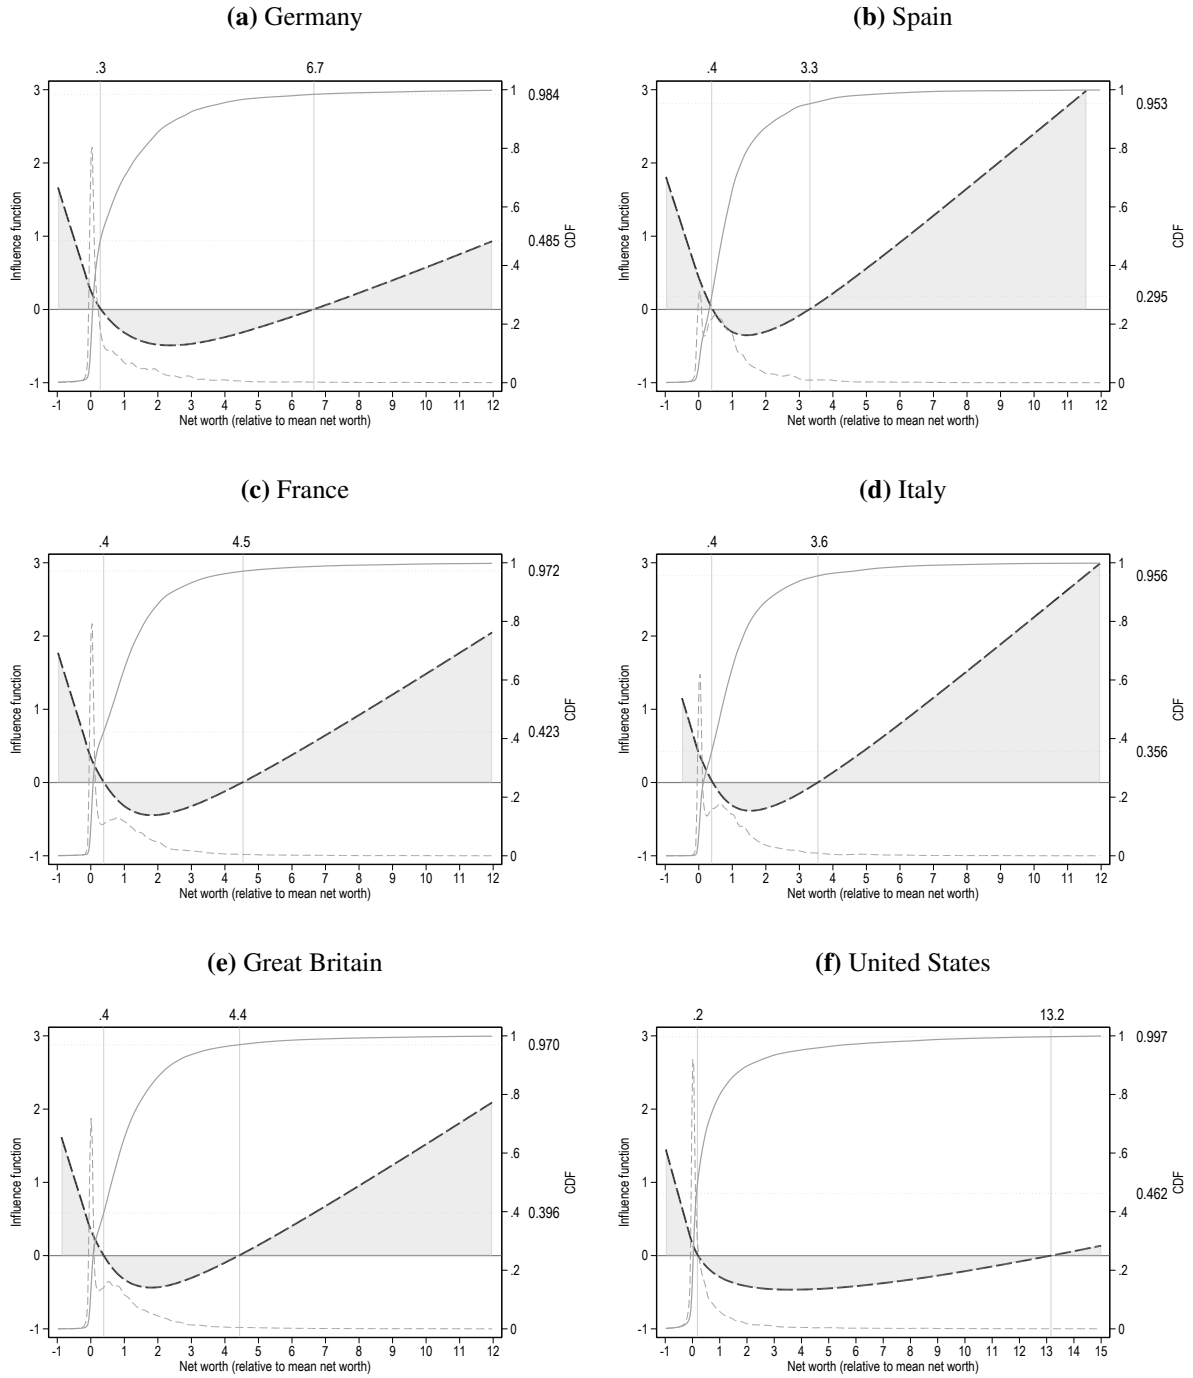 (a) Germany
.3 6.7
3
2
1
0
-1
Influence function
1
.8
.6
.4
.2
0
CDF
0.984
0.485
-1 0 1 2 3 4 5 6 7 8 9 10 11 12
Net worth (relative to mean net worth)
(b) Spain
.4 3.3
3
2
1
0
-1
Influence function
1
.8
.6
.4
.2
0
CDF
0.953
0.295
-1 0 1 2 3 4 5 6 7 8 9 10 11 12
Net worth (relative to mean net worth)
(c) France
.4 4.5
3
2
1
0
-1
Influence function
1
.8
.6
.4
.2
0
CDF
0.972
0.423
-1 0 1 2 3 4 5 6 7 8 9 10 11 12
Net worth (relative to mean net worth)
(d) Italy
.4 3.6
3
2
1
0
-1
Influence function
1
.8
.6
.4
.2
0
CDF
0.956
0.356
-1 0 1 2 3 4 5 6 7 8 9 10 11 12
Net worth (relative to mean net worth)
(e) Great Britain
.4 4.4
3
2
1
0
-1
Influence function
1
.8
.6
.4
.2
0
CDF
0.970
0.396
-1 0 1 2 3 4 5 6 7 8 9 10 11 12
Net worth (relative to mean net worth)
(f) United States
.2 13.2
3
2
1
0
-1
Influence function
1
.8
.6
.4
.2
0
CDF
0.997
0.462
-1 0 1 2 3 4 5 6 7 8 9 10 11 12 13 14 15
Net worth (relative to mean net worth)